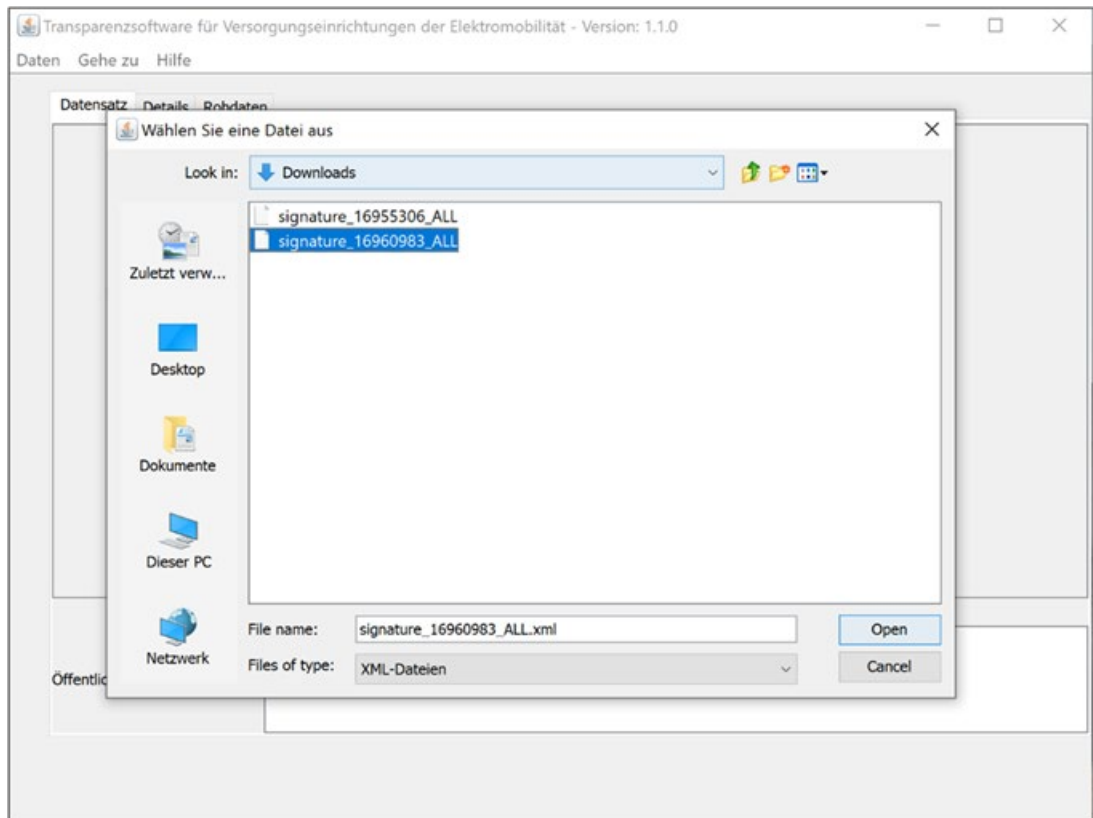 Transparenzsoftware für Versorgungseinrichtungen der Elektromobilität - Version: 1.1.0
Daten Gehe zu Hilfe
Datensatz Details Rohdaten
Wählen Sie eine Datei aus
Look in: Downloads
signature_16955306_ALL
signature_16960983_ALL
Zuletzt verw...
Desktop
Dokumente
Dieser PC
Netzwerk
File name: signature_16960983_ALL.xml Open
Files of type: XML-Dateien Cancel
Öffentlic